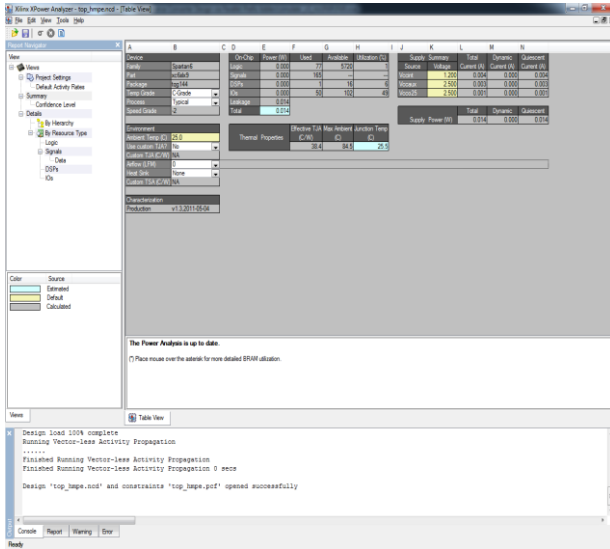 Xilinx XPower Analyzer - top_hmpe.ncd - [Table View]
File Edit View Tools Help
Report Navigator
View
Views
Project Settings
Default Activity Rates
Summary
Confidence Level
Details
By Hierarchy
By Resource Type
Logic
Signals
Data
DSPs
IOs
A B C D E F G H I J K L M N
Device
Family Spartan6
Part xc6slx9
Package tqg144
Temp Grade C-Grade
Process Typical
Speed Grade -2
Environment
Ambient Temp (C) 25.0
Use custom TJA? No
Custom TJA (C/W) NA
Airflow (LFM) 0
Heat Sink None
Custom TSA (C/W) NA
Characterization
Production v1.3,2011-05-04
On-Chip Power (W) Used Available Utilization (%)
Logic 0.000 77 5720 1
Signals 0.000 165 -- --
DSPs 0.000 1 16 6
IOs 0.000 50 102 49
Leakage 0.014
Total 0.014
Thermal Properties
Effective TJA (C/W) Max Ambient (C) Junction Temp (C)
38.4 84.5 25.5
Supply Summary Total Dynamic Quiescent
Source Voltage Current (A) Current (A) Current (A)
Vccint 1.200 0.004 0.000 0.004
Vccaux 2.500 0.003 0.000 0.003
Vcco25 2.500 0.001 0.000 0.001
Total Dynamic Quiescent
Supply Power (W) 0.014 0.000 0.014
Color Source
Estimated
Default
Calculated
The Power Analysis is up to date.
(*) Place mouse over the asterisk for more detailed BRAM utilization.
Views
Table View
Design load 100% complete
Running Vector-less Activity Propagation
......
Finished Running Vector-less Activity Propagation
Finished Running Vector-less Activity Propagation 0 secs
Design 'top_hmpe.ncd' and constraints 'top_hmpe.pcf' opened successfully
Output
Console Report Warning Error
Ready